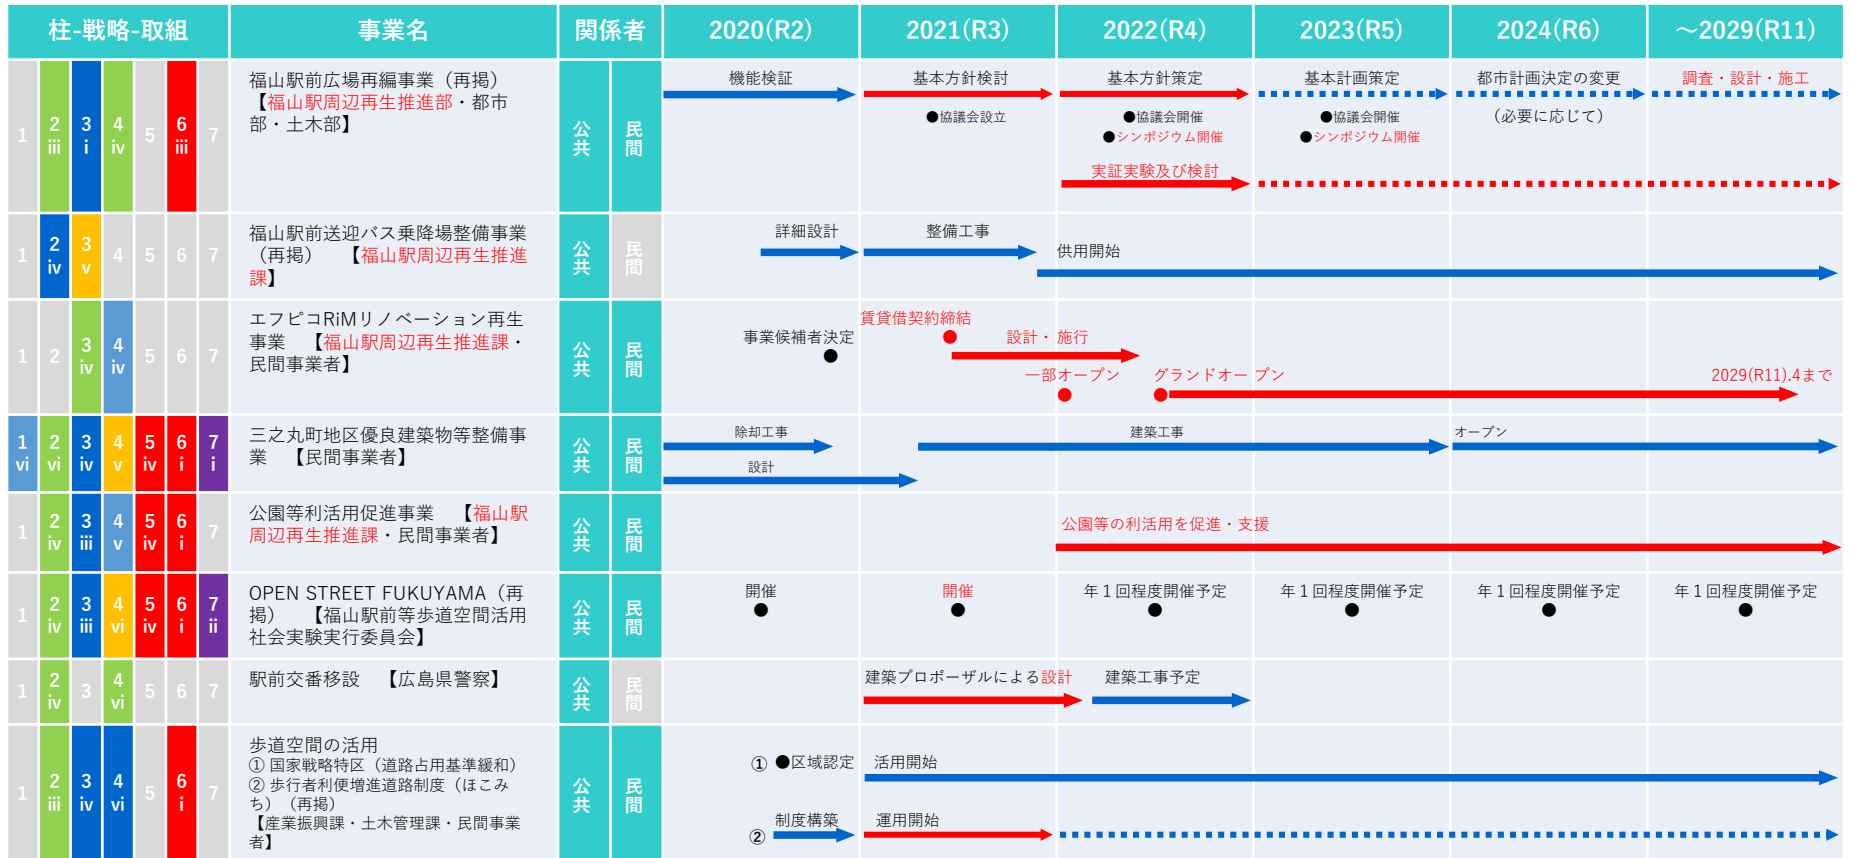 柱-戦略-取組 事業名 関係者 2020(R2) 2021(R3) 2022(R4) 2023(R5) 2024(R6) ～2029(R11)
1 2 iii 3 i 4 iv 5 6 iii 7
福山駅前広場再編事業（再掲）
【福山駅周辺再生推進部・都市
部・土木部】
公共 民間
機能検証 基本方針検討 基本方針策定 基本計画策定 都市計画決定の変更 調査・設計・施工
●協議会設立 ●協議会開催 ●協議会開催 （必要に応じて）
●シンポジウム開催 ●シンポジウム開催
実証実験及び検討
1 2 iv 3 v 4 5 6 7
福山駅前送迎バス乗降場整備事業
（再掲） 【福山駅周辺再生推進
課】
公共 民間
詳細設計 整備工事
供用開始
1 2 3 iv 4 iv 5 6 7
エフピコRiMリノベーション再生
事業 【福山駅周辺再生推進課・
民間事業者】
公共 民間
賃貸借契約締結
事業候補者決定 設計・施行
一部オープン グランドオープン 2029(R11).4まで
1 vi 2 vi 3 iv 4 v 5 iv 6 i 7 i
三之丸町地区優良建築物等整備事
業 【民間事業者】
公共 民間
除却工事 建築工事 オープン
設計
1 2 iv 3 iii 4 v 5 iv 6 i 7
公園等利活用促進事業 【福山駅
周辺再生推進課・民間事業者】
公共 民間
公園等の利活用を促進・支援
1 2 iv 3 iii 4 vi 5 iv 6 i 7 ii
OPEN STREET FUKUYAMA（再
掲） 【福山駅前等歩道空間活用
社会実験実行委員会】
公共 民間
開催 開催 年１回程度開催予定 年１回程度開催予定 年１回程度開催予定 年１回程度開催予定
1 2 iv 3 4 vi 5 6 7
駅前交番移設 【広島県警察】
公共 民間
建築プロポーザルによる設計 建築工事予定
1 2 iii 3 iv 4 vi 5 6 i 7
歩道空間の活用
① 国家戦略特区（道路占用基準緩和）
② 歩行者利便増進道路制度（ほこみ
ち）（再掲）
【産業振興課・土木管理課・民間事業
者】
公共 民間
① ●区域認定 活用開始
② 制度構築 運用開始